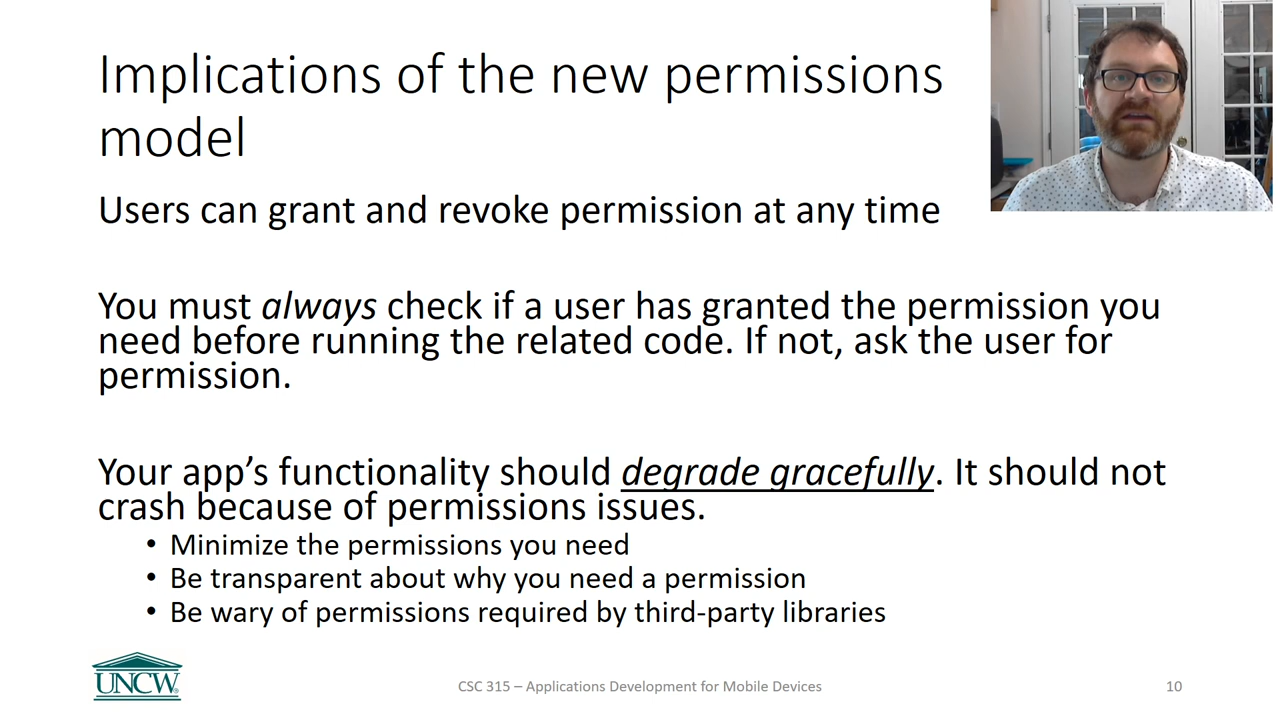 Implications of the new permissions
model
Users can grant and revoke permission at any time
You must always check if a user has granted the permission you
need before running the related code. If not, ask the user for
permission.
Your app’s functionality should degrade gracefully. It should not
crash because of permissions issues.
• Minimize the permissions you need
• Be transparent about why you need a permission
• Be wary of permissions required by third-party libraries
UNCW®
CSC 315 – Applications Development for Mobile Devices
10